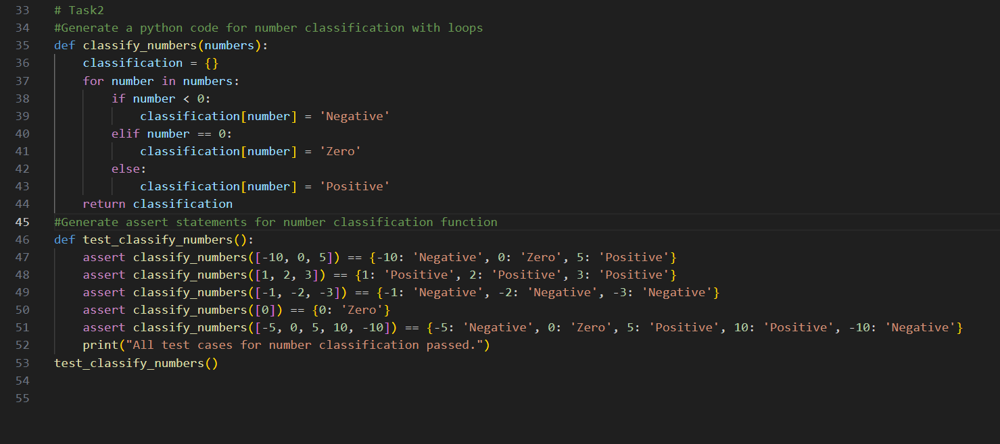 33 # Task2
34 #Generate a python code for number classification with loops
35 def classify_numbers(numbers):
36     classification = {}
37     for number in numbers:
38         if number < 0:
39             classification[number] = 'Negative'
40         elif number == 0:
41             classification[number] = 'Zero'
42         else:
43             classification[number] = 'Positive'
44     return classification
45 #Generate assert statements for number classification function
46 def test_classify_numbers():
47     assert classify_numbers([-10, 0, 5]) == {-10: 'Negative', 0: 'Zero', 5: 'Positive'}
48     assert classify_numbers([1, 2, 3]) == {1: 'Positive', 2: 'Positive', 3: 'Positive'}
49     assert classify_numbers([-1, -2, -3]) == {-1: 'Negative', -2: 'Negative', -3: 'Negative'}
50     assert classify_numbers([0]) == {0: 'Zero'}
51     assert classify_numbers([-5, 0, 5, 10, -10]) == {-5: 'Negative', 0: 'Zero', 5: 'Positive', 10: 'Positive', -10: 'Negative'}
52     print("All test cases for number classification passed.")
53 test_classify_numbers()
54
55